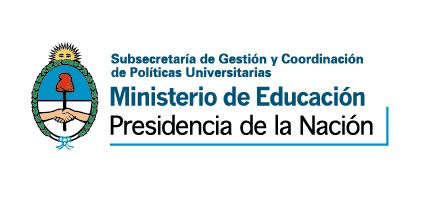 Subsecretaría de Gestión y Coordinación
de Políticas Universitarias
Ministerio de Educación
Presidencia de la Nación